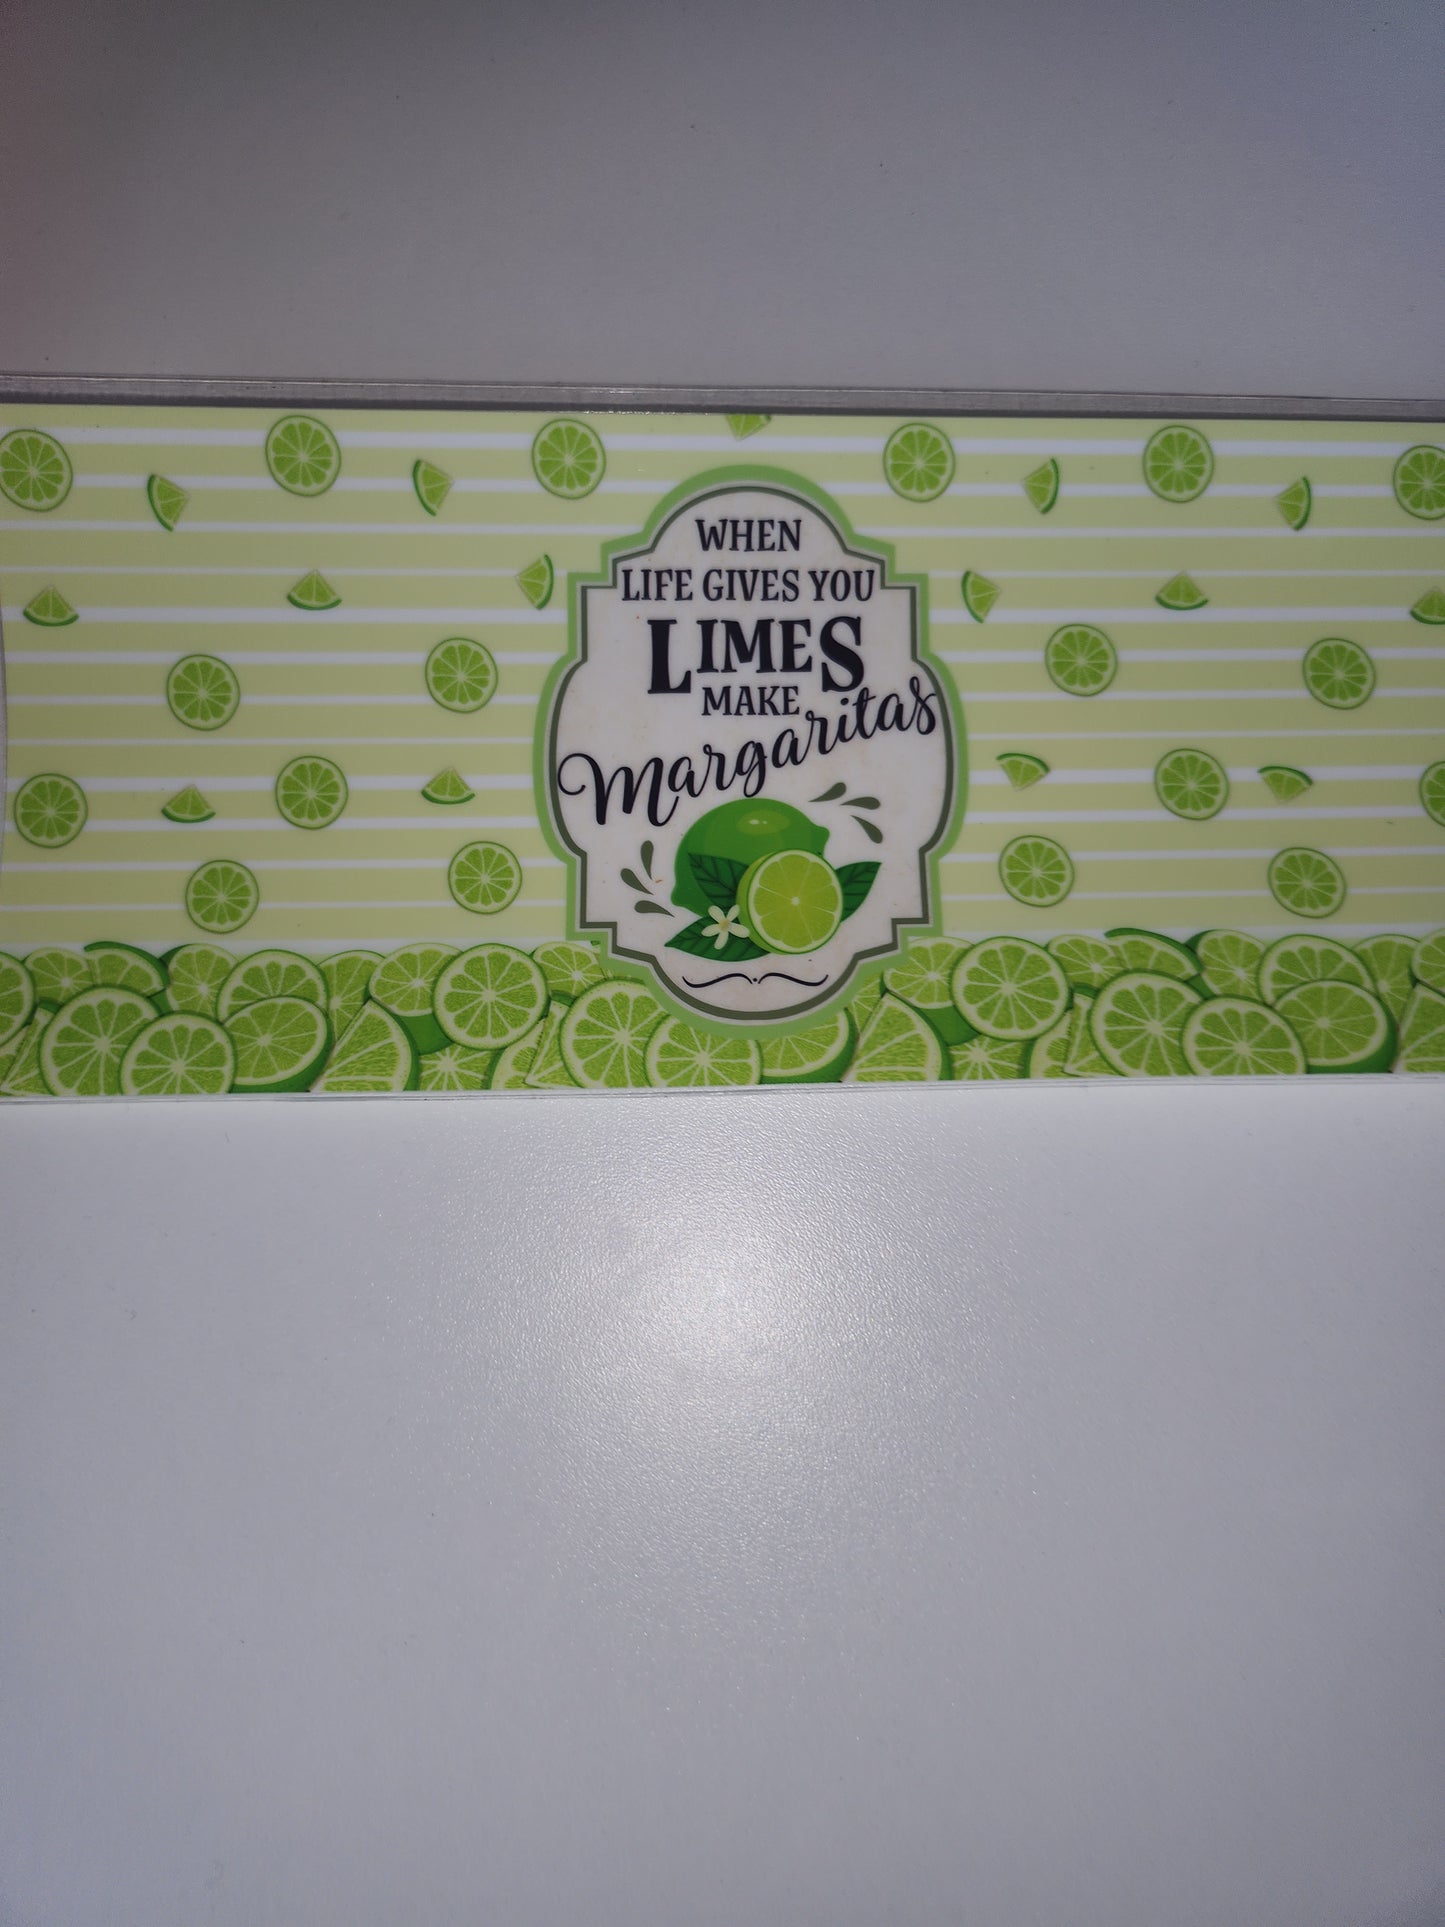 WHEN
LIFE GIVES YOU
LIMES
MAKE
Margaritas